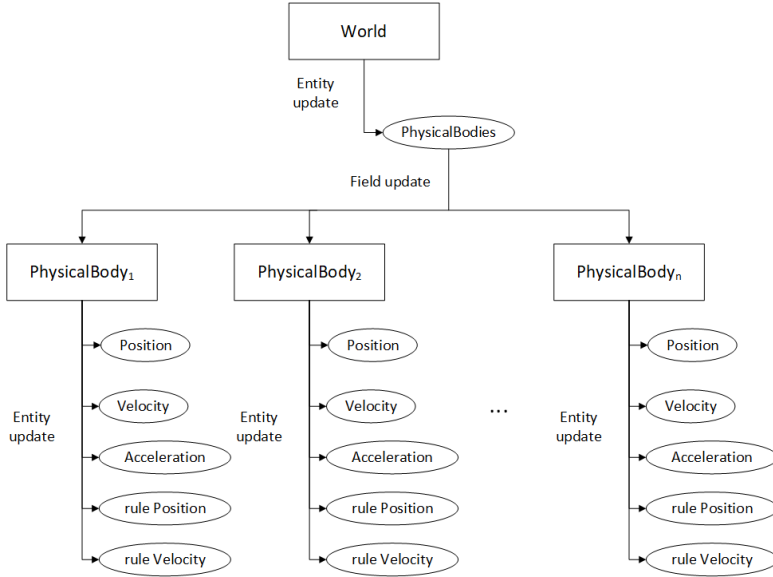 World
Entity
update
PhysicalBodies
Field update
PhysicalBody₁
PhysicalBody₂
PhysicalBodyₙ
Position
Position
Position
Velocity
Velocity
...
Velocity
Entity
update
Entity
update
Entity
update
Acceleration
Acceleration
Acceleration
rule Position
rule Position
rule Position
rule Velocity
rule Velocity
rule Velocity